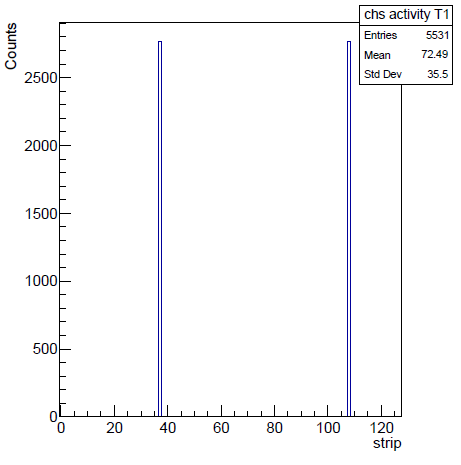 chs activity T1
Entries 5531
Mean 72.49
Std Dev 35.5
Counts
2500
2000
1500
1000
500
0
0 20 40 60 80 100 120
strip